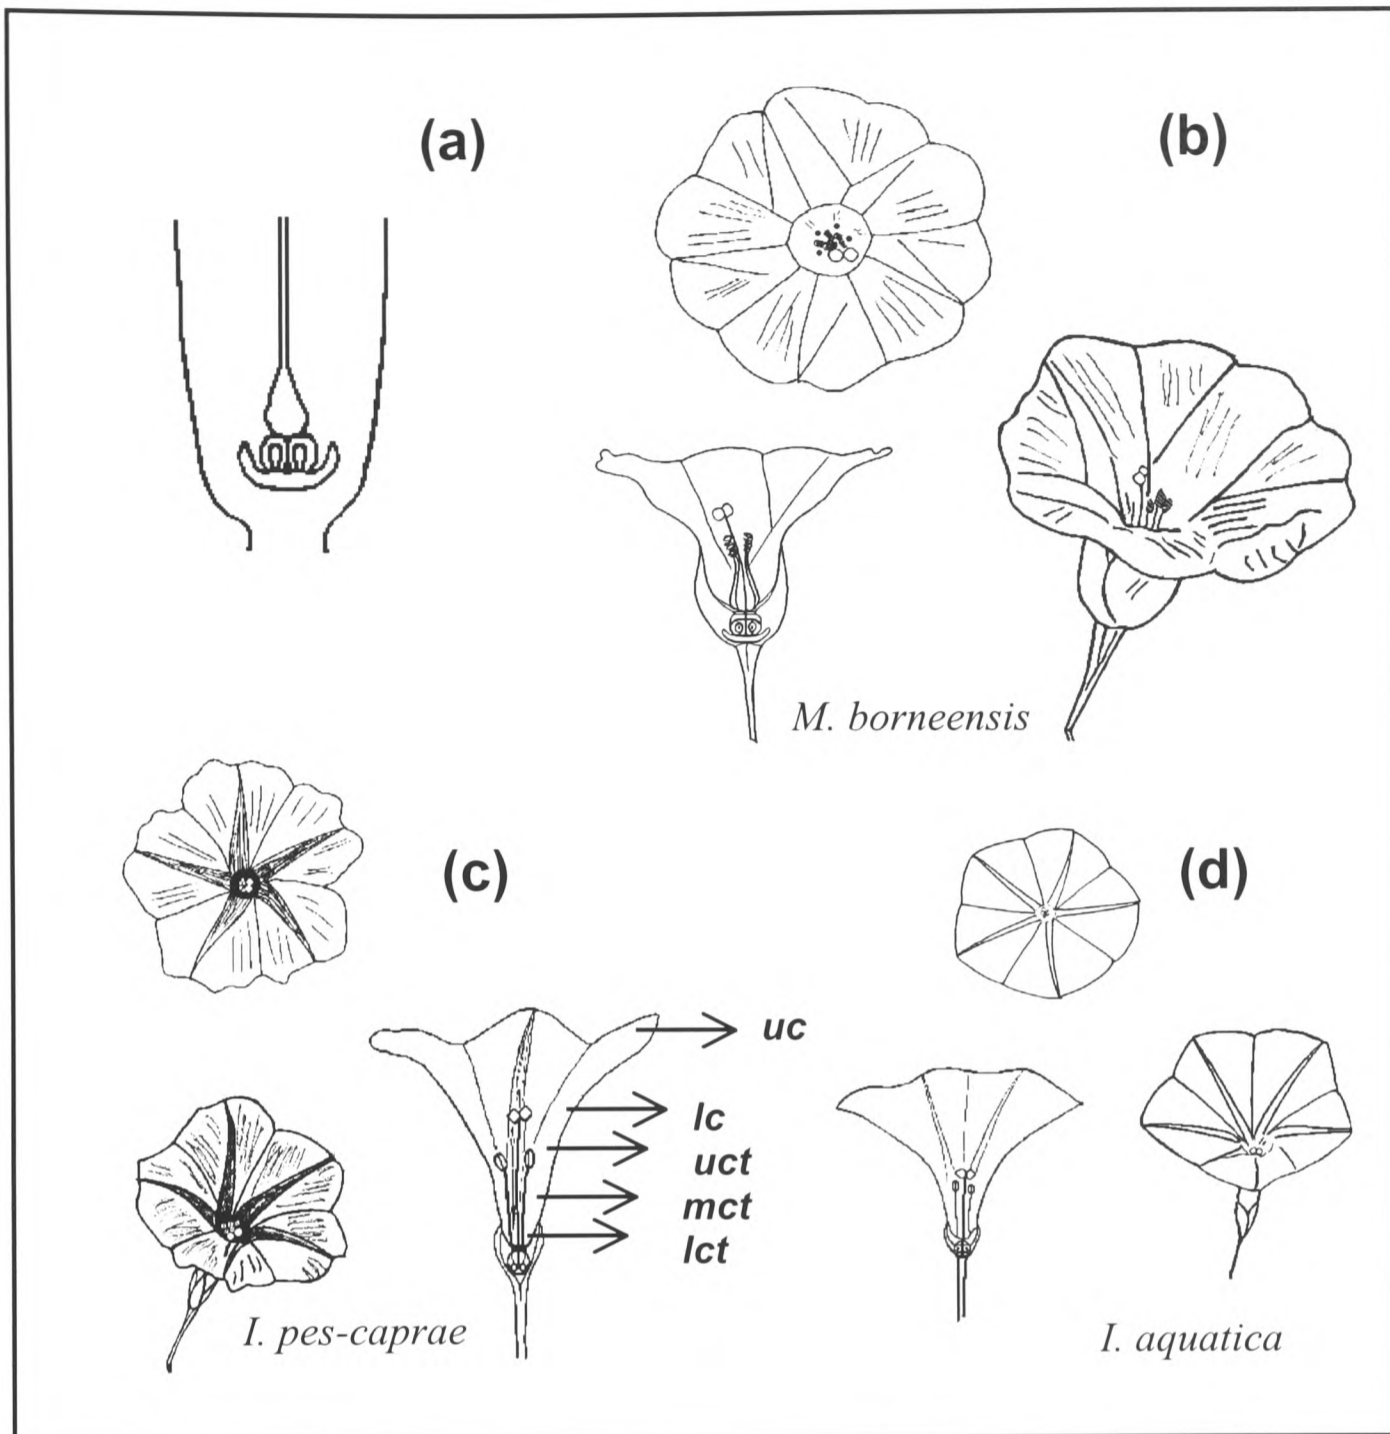 (a)
(b)
M. borneensis
(c)
(d)
uc
lc
uct
mct
lct
I. pes-caprae
I. aquatica